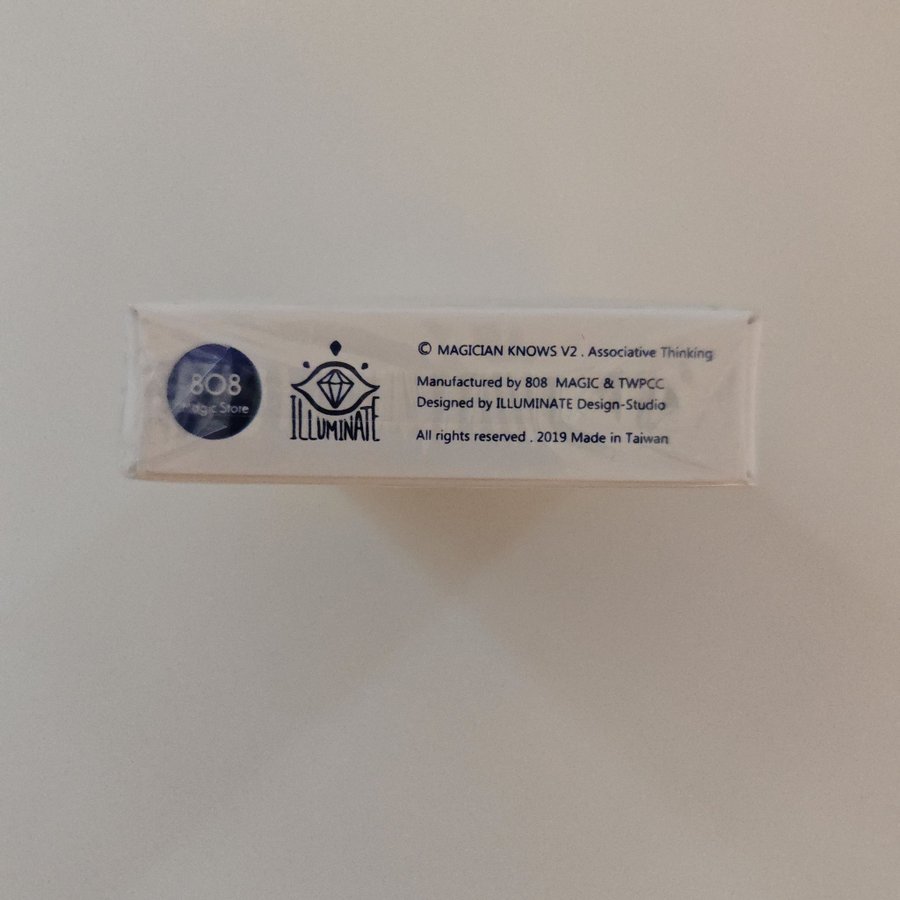 808
Magic Store
ILLUMINATE
© MAGICIAN KNOWS V2 . Associative Thinking
Manufactured by 808 MAGIC & TWPCC
Designed by ILLUMINATE Design-Studio
All rights reserved . 2019 Made in Taiwan